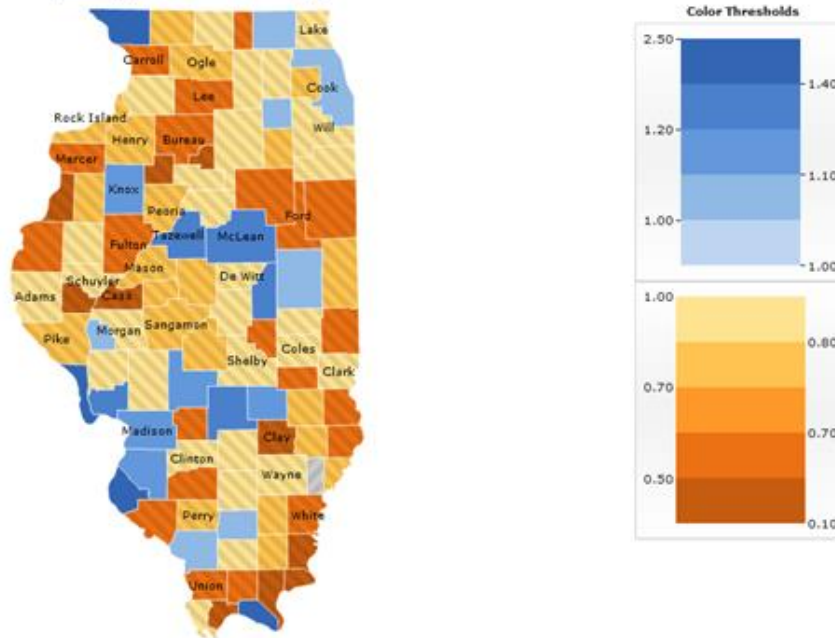 Color Thresholds
Lake
2.50
Carroll
Ogle
1.40
Cook
Lee
Rock Island
Will
1.20
Henry
Bureau
Mercer
1.10
Knox
Peoria
Ford
1.00
Tazewell
McLean
Fulton
Mason
De Witt
1.00
Schuyler
Adams
Cass
1.00
Morgan
Sangamon
Pike
0.80
Coles
Shelby
Clark
0.70
Madison
Clay
0.70
Clinton
Wayne
0.50
Perry
White
0.10
Union